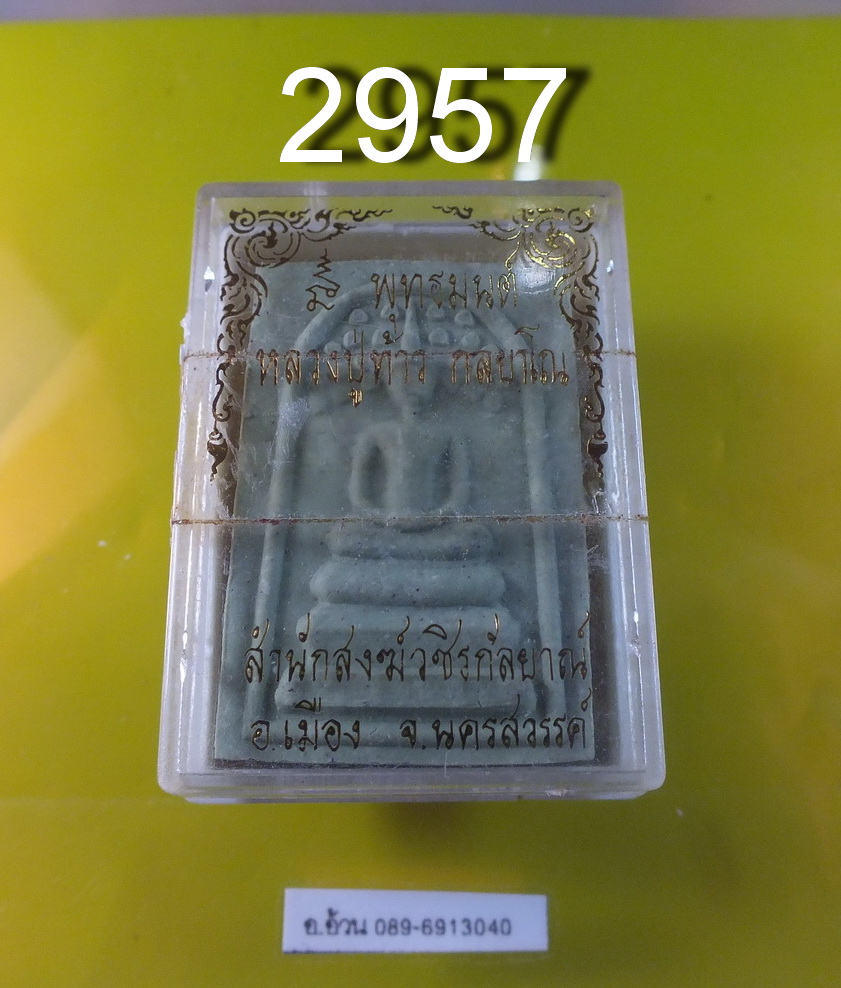 2957
พุทธมนต์
หลวงปู่ท้าว กลยาโณ
สำนักสงฆ์วชิรกัลยาณ์
อ.เมือง จ.นครสวรรค์
อ.อ้วน 089-6913040